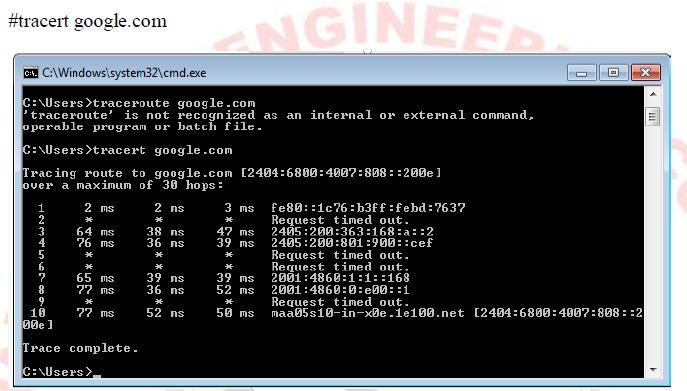 #tracert google.com
ENGINEER
C:\Windows\system32\cmd.exe
C:\Users>traceroute google.com
'traceroute' is not recognized as an internal or external command,
operable program or batch file.
C:\Users>tracert google.com
Tracing route to google.com [2404:6800:4007:808::200e]
over a maximum of 30 hops:
1 2 ms 2 ms 3 ms fe80::1c76:b3ff:febd:7637
2 * * * Request timed out.
3 64 ms 38 ms 47 ms 2405:200:363:168:a::2
4 76 ms 36 ms 39 ms 2405:200:801:900::cef
5 * * * Request timed out.
6 * * * Request timed out.
7 65 ms 39 ms 39 ms 2001:4860:1:1::168
8 77 ms 36 ms 52 ms 2001:4860:0:e00::1
9 * * * Request timed out.
10 77 ms 52 ms 50 ms maa05s10-in-x0e.1e100.net [2404:6800:4007:808::2
00e]
Trace complete.
C:\Users>_